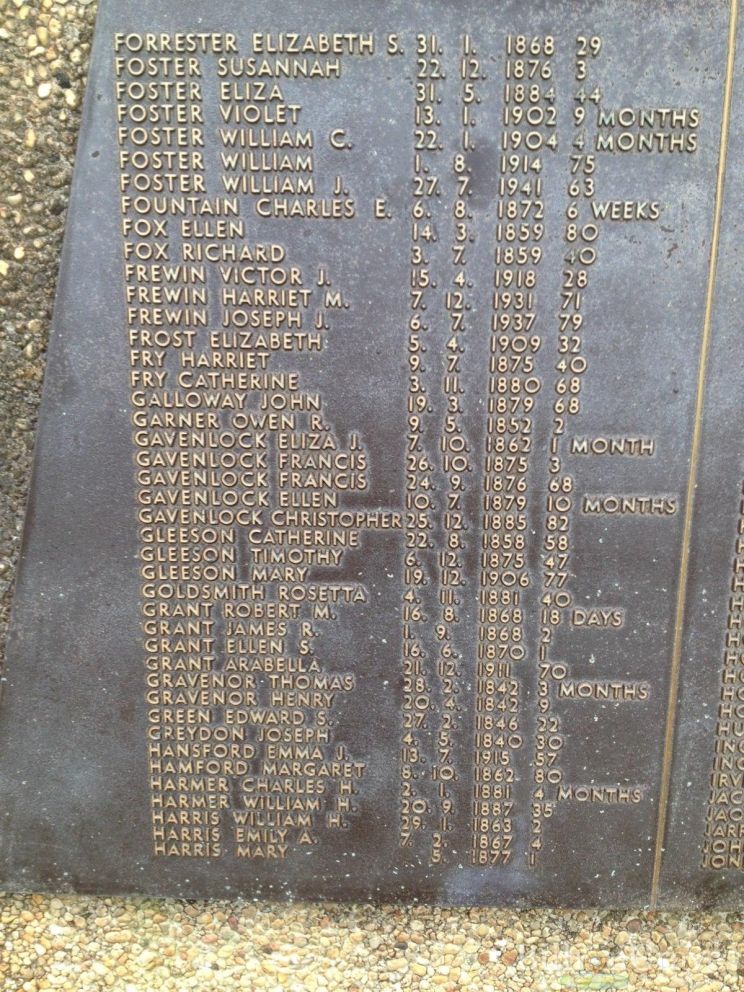 FORRESTER ELIZABETH S. 31. 1. 1868 29
FOSTER SUSANNAH 22. 12. 1876 3
FOSTER ELIZA 31. 5. 1884 44
FOSTER VIOLET 13. 1. 1902 9 MONTHS
FOSTER WILLIAM C. 22. 1. 1904 4 MONTHS
FOSTER WILLIAM 1. 8. 1914 75
FOSTER WILLIAM J. 27. 7. 1941 63
FOUNTAIN CHARLES E. 6. 8. 1872 6 WEEKS
FOX ELLEN 14. 3. 1859 80
FOX RICHARD 3. 7. 1859 40
FREWIN VICTOR J. 15. 4. 1918 28
FREWIN HARRIET M. 7. 12. 1931 71
FREWIN JOSEPH J. 6. 7. 1937 79
FROST ELIZABETH 5. 4. 1909 32
FRY HARRIET 9. 7. 1875 40
FRY CATHERINE 3. 11. 1880 68
GALLOWAY JOHN 19. 3. 1879 68
GARNER OWEN R. 9. 5. 1852 2
GAVENLOCK ELIZA J. 7. 10. 1862 1 MONTH
GAVENLOCK FRANCIS 26. 10. 1875 3
GAVENLOCK FRANCIS 24. 9. 1876 68
GAVENLOCK ELLEN 10. 7. 1879 10 MONTHS
GAVENLOCK CHRISTOPHER 25. 12. 1885 82
GLEESON CATHERINE 22. 8. 1858 58
GLEESON TIMOTHY 6. 12. 1875 47
GLEESON MARY 19. 12. 1906 77
GOLDSMITH ROSETTA 4. 11. 1881 40
GRANT ROBERT M. 16. 8. 1868 18 DAYS
GRANT JAMES R. 1. 9. 1868 2
GRANT ELLEN S. 16. 6. 1870 1
GRANT ARABELLA 21. 12. 1911 70
GRAVENOR THOMAS 28. 2. 1842 3 MONTHS
GRAVENOR HENRY 20. 4. 1842 9
GREEN EDWARD S. 27. 2. 1846 22
GREYDON JOSEPH 4. 5. 1840 30
HANSFORD EMMA J. 13. 7. 1915 57
HAMFORD MARGARET 8. 10. 1862 80
HARMER CHARLES H. 2. 1. 1881 4 MONTHS
HARMER WILLIAM H. 20. 9. 1887 35
HARRIS WILLIAM H. 29. 1. 1863 2
HARRIS EMILY A. 7. 2. 1867 4
HARRIS MARY 5. 1877 1